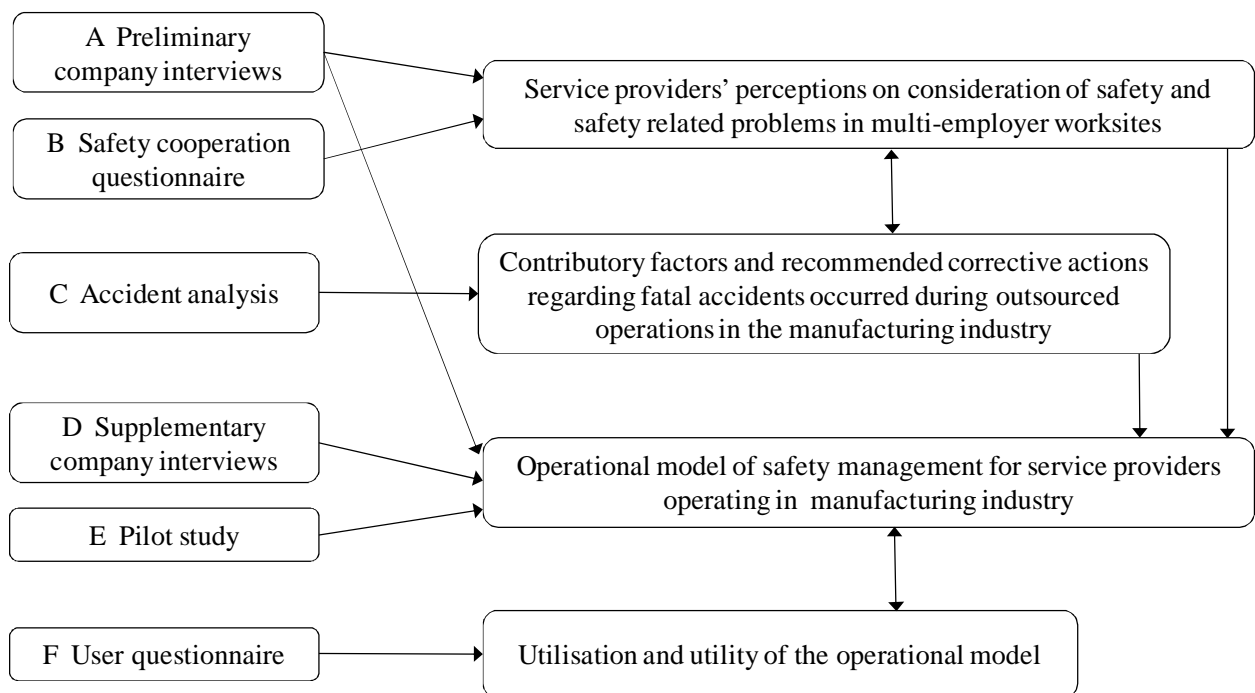 A Preliminary
company interviews
B Safety cooperation
questionnaire
C Accident analysis
D Supplementary
company interviews
E Pilot study
F User questionnaire
Service providers’ perceptions on consideration of safety and
safety related problems in multi-employer worksites
Contributory factors and recommended corrective actions
regarding fatal accidents occurred during outsourced
operations in the manufacturing industry
Operational model of safety management for service providers
operating in manufacturing industry
Utilisation and utility of the operational model